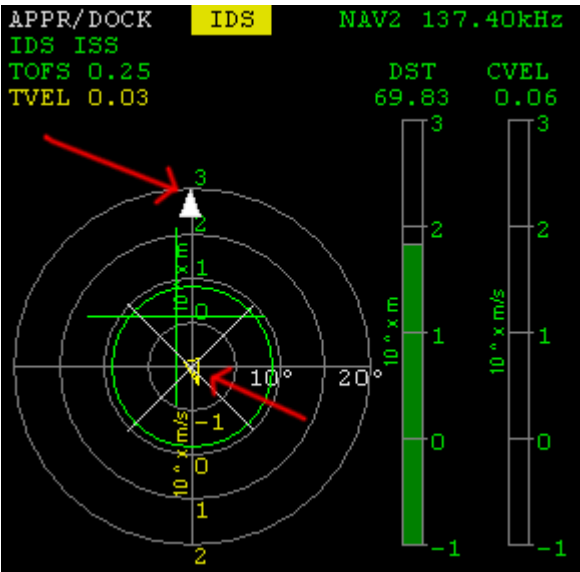 APPR/DOCK IDS NAV2 137.40kHz
IDS ISS
TOFS 0.25 DST CVEL
TVEL 0.03 69.83 0.06
3 3 3
2 2 2
1
0
10^ x m
10^ x m
10^ x m/s
1 1
10° 20°
-1
10^ x m/s
0 0 0
1
2 -1 -1